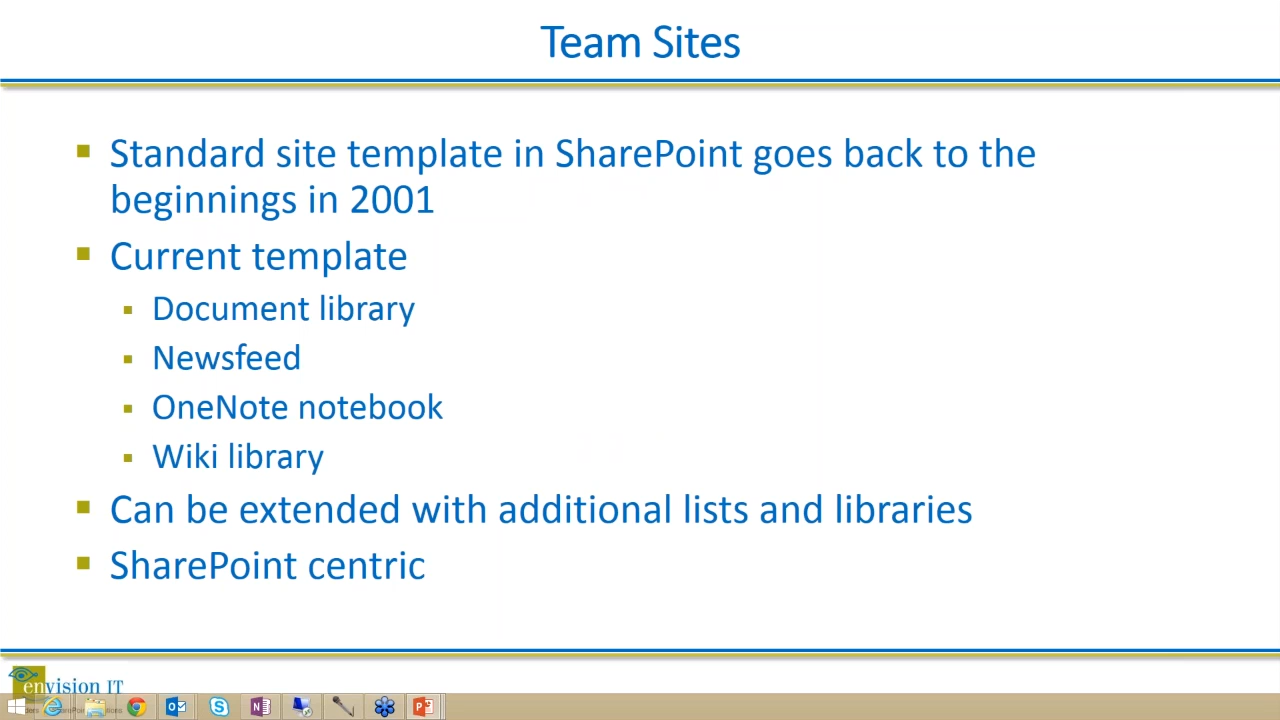 Team Sites
Standard site template in SharePoint goes back to the
beginnings in 2001
Current template
Document library
Newsfeed
OneNote notebook
Wiki library
Can be extended with additional lists and libraries
SharePoint centric
envision IT